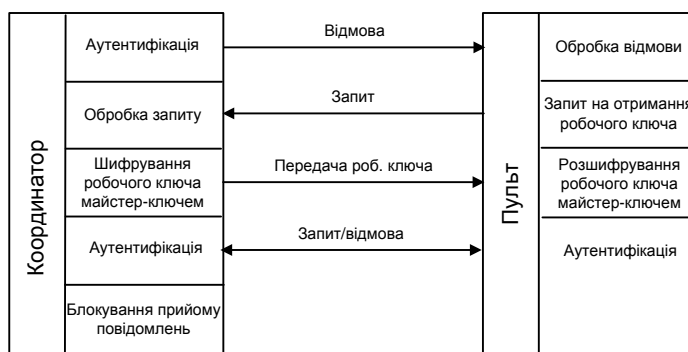 Координатор
Аутентифікація
Відмова
Пульт
Обробка відмови
Обробка запиту
Запит
Запит на отримання
робочого ключа
Шифрування
робочого ключа
майстер-ключем
Передача роб. ключа
Розшифрування
робочого ключа
майстер-ключем
Аутентифікація
Запит/відмова
Аутентифікація
Блокування прийому
повідомлень